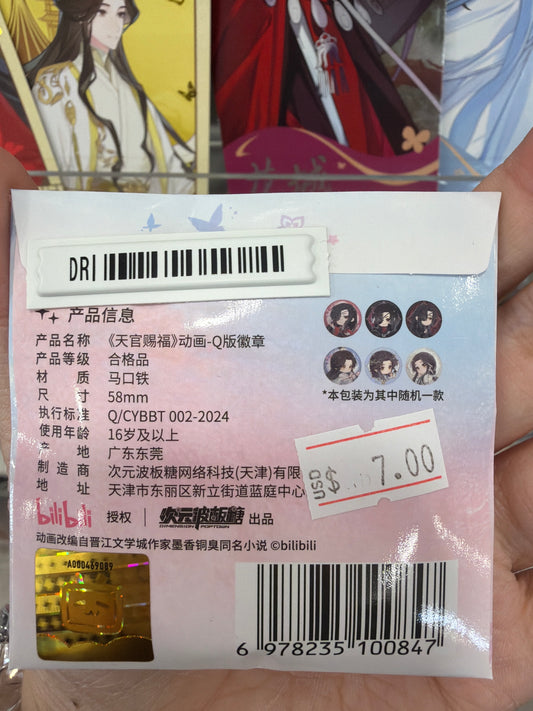 花城
DRI
产品信息
产品名称 《天官赐福》动画-Q版徽章
产品等级 合格品
材 质 马口铁
尺 寸 58mm
执行标准 Q/CYBBT 002-2024
使用年龄 16岁及以上
产 地 广东东莞
制 造 商 次元波板糖网络科技(天津)有限
地 址 天津市东丽区新立街道蓝庭中心
*本包装为其中随机一款
USD $ 7.00
bilibili 授权 | 次元波板糖 DIMENSION POPTOON 出品
动画改编自晋江文学城作家墨香铜臭同名小说 ©bilibili
A000469089
6 978235 100847